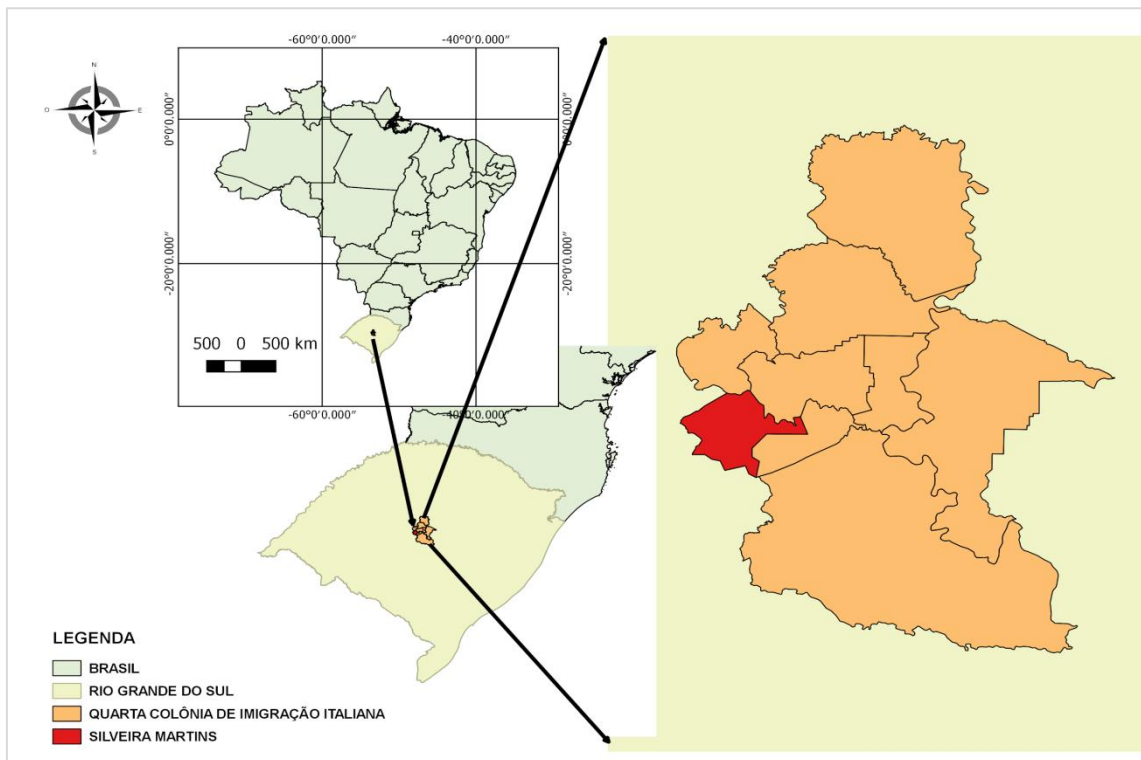 -60°0'0.000" -40°0'0.000"
N
O E
S
0°0'0.000" 0°0'0.000"
-20°0'0.000" -20°0'0.000"
500 0 500 km
-60°0'0.000" -40°0'0.000"
LEGENDA
BRASIL
RIO GRANDE DO SUL
QUARTA COLÔNIA DE IMIGRAÇÃO ITALIANA
SILVEIRA MARTINS